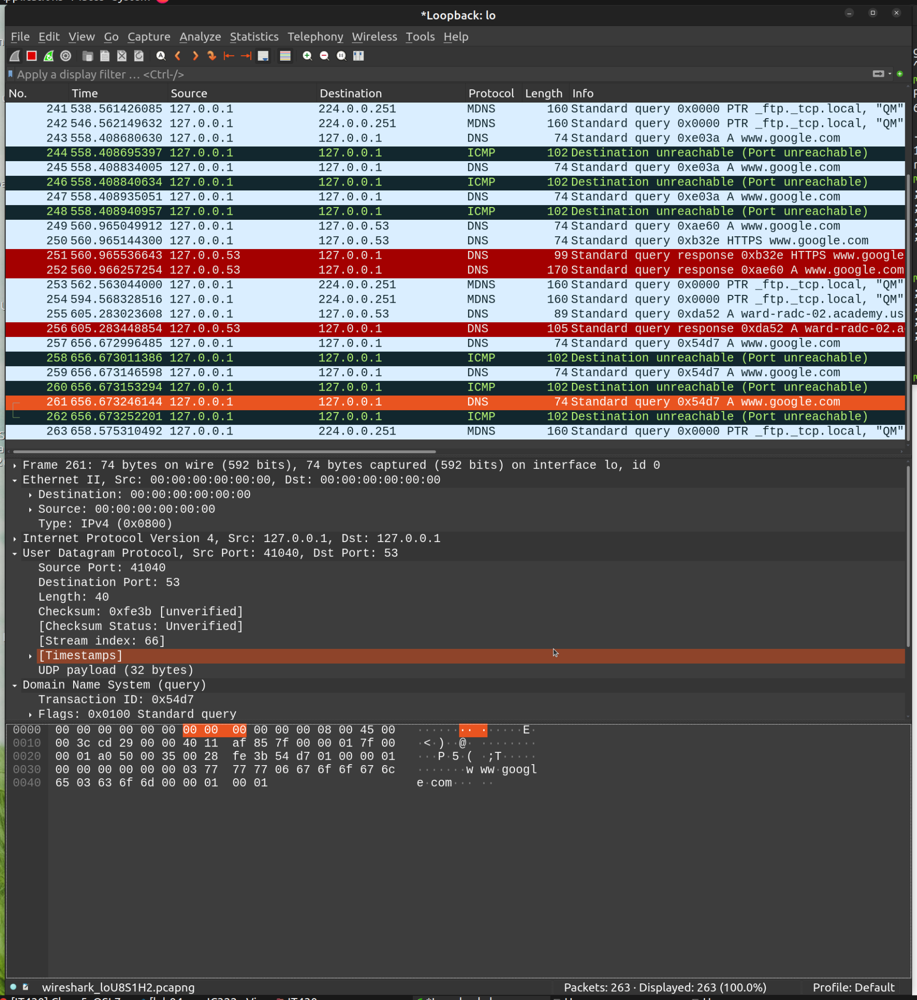 *Loopback: lo
File Edit View Go Capture Analyze Statistics Telephony Wireless Tools Help
Apply a display filter … <Ctrl-/>
No. Time Source Destination Protocol Length Info
241 538.561426085 127.0.0.1 224.0.0.251 MDNS 160 Standard query 0x0000 PTR _ftp._tcp.local, "QM"
242 546.562149632 127.0.0.1 224.0.0.251 MDNS 160 Standard query 0x0000 PTR _ftp._tcp.local, "QM"
243 558.408680630 127.0.0.1 127.0.0.1 DNS 74 Standard query 0xe03a A www.google.com
244 558.408695397 127.0.0.1 127.0.0.1 ICMP 102 Destination unreachable (Port unreachable)
245 558.408834005 127.0.0.1 127.0.0.1 DNS 74 Standard query 0xe03a A www.google.com
246 558.408840634 127.0.0.1 127.0.0.1 ICMP 102 Destination unreachable (Port unreachable)
247 558.408935051 127.0.0.1 127.0.0.1 DNS 74 Standard query 0xe03a A www.google.com
248 558.408940957 127.0.0.1 127.0.0.1 ICMP 102 Destination unreachable (Port unreachable)
249 560.965049912 127.0.0.1 127.0.0.53 DNS 74 Standard query 0xae60 A www.google.com
250 560.965144300 127.0.0.1 127.0.0.53 DNS 74 Standard query 0xb32e HTTPS www.google.com
251 560.965536643 127.0.0.53 127.0.0.1 DNS 99 Standard query response 0xb32e HTTPS www.google
252 560.966257254 127.0.0.53 127.0.0.1 DNS 170 Standard query response 0xae60 A www.google.com
253 562.563044000 127.0.0.1 224.0.0.251 MDNS 160 Standard query 0x0000 PTR _ftp._tcp.local, "QM"
254 594.568328516 127.0.0.1 224.0.0.251 MDNS 160 Standard query 0x0000 PTR _ftp._tcp.local, "QM"
255 605.283023608 127.0.0.1 127.0.0.53 DNS 89 Standard query 0xda52 A ward-radc-02.academy.us
256 605.283448854 127.0.0.53 127.0.0.1 DNS 105 Standard query response 0xda52 A ward-radc-02.a
257 656.672996485 127.0.0.1 127.0.0.1 DNS 74 Standard query 0x54d7 A www.google.com
258 656.673011386 127.0.0.1 127.0.0.1 ICMP 102 Destination unreachable (Port unreachable)
259 656.673146598 127.0.0.1 127.0.0.1 DNS 74 Standard query 0x54d7 A www.google.com
260 656.673153294 127.0.0.1 127.0.0.1 ICMP 102 Destination unreachable (Port unreachable)
261 656.673246144 127.0.0.1 127.0.0.1 DNS 74 Standard query 0x54d7 A www.google.com
262 656.673252201 127.0.0.1 127.0.0.1 ICMP 102 Destination unreachable (Port unreachable)
263 658.575310492 127.0.0.1 224.0.0.251 MDNS 160 Standard query 0x0000 PTR _ftp._tcp.local, "QM"
Frame 261: 74 bytes on wire (592 bits), 74 bytes captured (592 bits) on interface lo, id 0
Ethernet II, Src: 00:00:00:00:00:00, Dst: 00:00:00:00:00:00
Destination: 00:00:00:00:00:00
Source: 00:00:00:00:00:00
Type: IPv4 (0x0800)
Internet Protocol Version 4, Src: 127.0.0.1, Dst: 127.0.0.1
User Datagram Protocol, Src Port: 41040, Dst Port: 53
Source Port: 41040
Destination Port: 53
Length: 40
Checksum: 0xfe3b [unverified]
[Checksum Status: Unverified]
[Stream index: 66]
[Timestamps]
UDP payload (32 bytes)
Domain Name System (query)
Transaction ID: 0x54d7
Flags: 0x0100 Standard query
0000 00 00 00 00 00 00 00 00 00 00 00 00 08 00 45 00 ········ ······E·
0010 00 3c cd 29 00 00 40 11 af 85 7f 00 00 01 7f 00 ·<·)··@· ········
0020 00 01 a0 50 00 35 00 28 fe 3b 54 d7 01 00 00 01 ···P·5·( ·;T·····
0030 00 00 00 00 00 00 03 77 77 77 06 67 6f 6f 67 6c ·······w ww·googl
0040 65 03 63 6f 6d 00 00 01 00 01 e·com··· ··
wireshark_loU8S1H2.pcapng Packets: 263 · Displayed: 263 (100.0%) Profile: Default